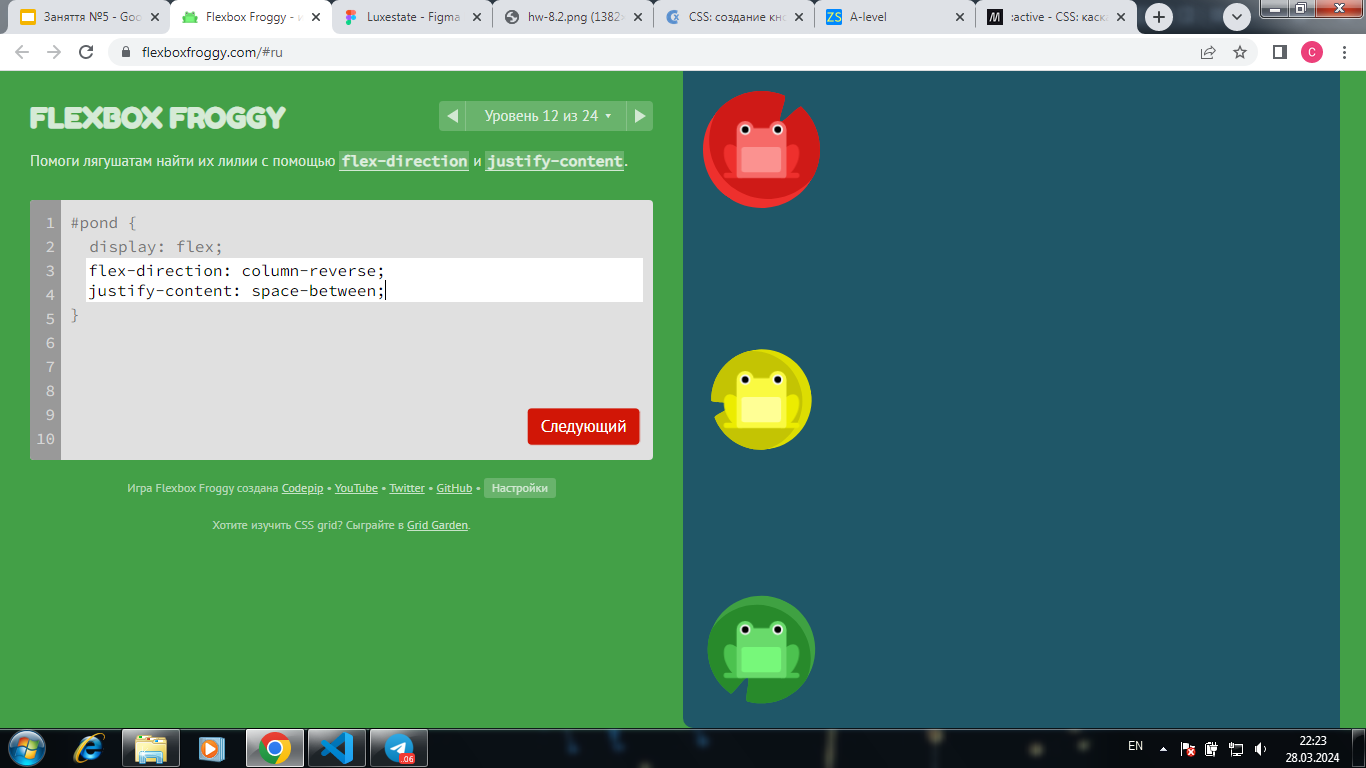 Заняття №5 - Goo
Flexbox Froggy - и
Luxestate - Figma
hw-8.2.png (1382×
CSS: создание кно
ZS A-level
M :active - CSS: каска
flexboxfroggy.com/#ru
C
FLEXBOX FROGGY
Уровень 12 из 24
Помоги лягушатам найти их лилии с помощью flex-direction и justify-content.
1 #pond {
2 display: flex;
3 flex-direction: column-reverse;
4 justify-content: space-between;
5 }
6
7
8
9
10
Следующий
Игра Flexbox Froggy создана Codepip • YouTube • Twitter • GitHub • Настройки
Хотите изучить CSS grid? Сыграйте в Grid Garden.
.06
EN
22:23
28.03.2024